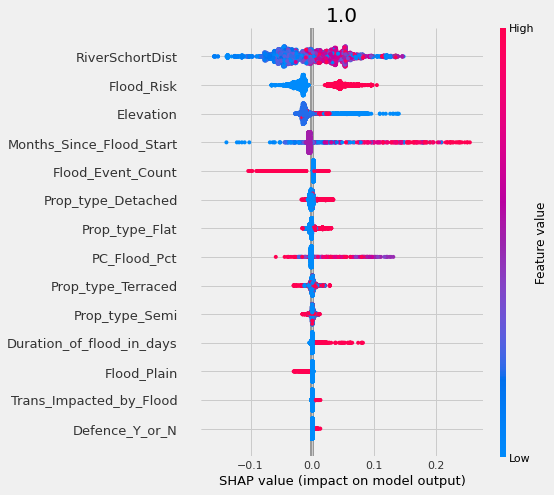 1.0
High
RiverSchortDist
Flood_Risk
Elevation
Months_Since_Flood_Start
Flood_Event_Count
Prop_type_Detached
Prop_type_Flat
PC_Flood_Pct
Prop_type_Terraced
Prop_type_Semi
Duration_of_flood_in_days
Flood_Plain
Trans_Impacted_by_Flood
Defence_Y_or_N
Feature value
Low
−0.1 0.0 0.1 0.2
SHAP value (impact on model output)